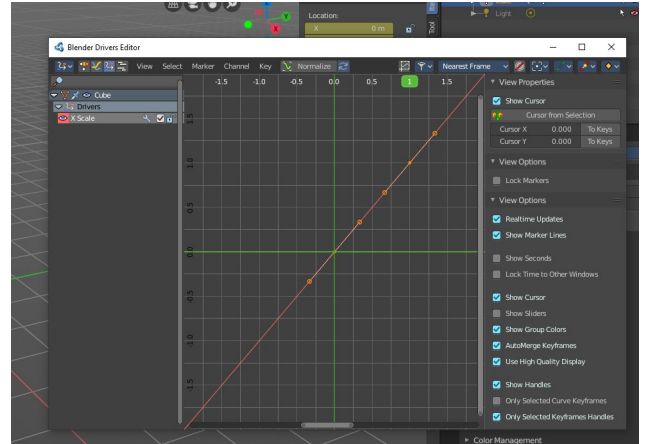 Location:
X 0 m
Tool
Light
Blender Drivers Editor
View Select Marker Channel Key Normalize Nearest Frame
-1.5 -1.0 -0.5 0.0 0.5 1 1.5
Cube
Drivers
X Scale
1.5
1.0
0.5
0.0
-0.5
-1.0
-1.5
View Properties
Show Cursor
Cursor from Selection
Cursor X 0.000 To Keys
Cursor Y 0.000 To Keys
View Options
Lock Markers
View Options
Realtime Updates
Show Marker Lines
Show Seconds
Lock Time to Other Windows
Show Cursor
Show Sliders
Show Group Colors
AutoMerge Keyframes
Use High Quality Display
Show Handles
Only Selected Curve Keyframes
Only Selected Keyframes Handles
Color Management